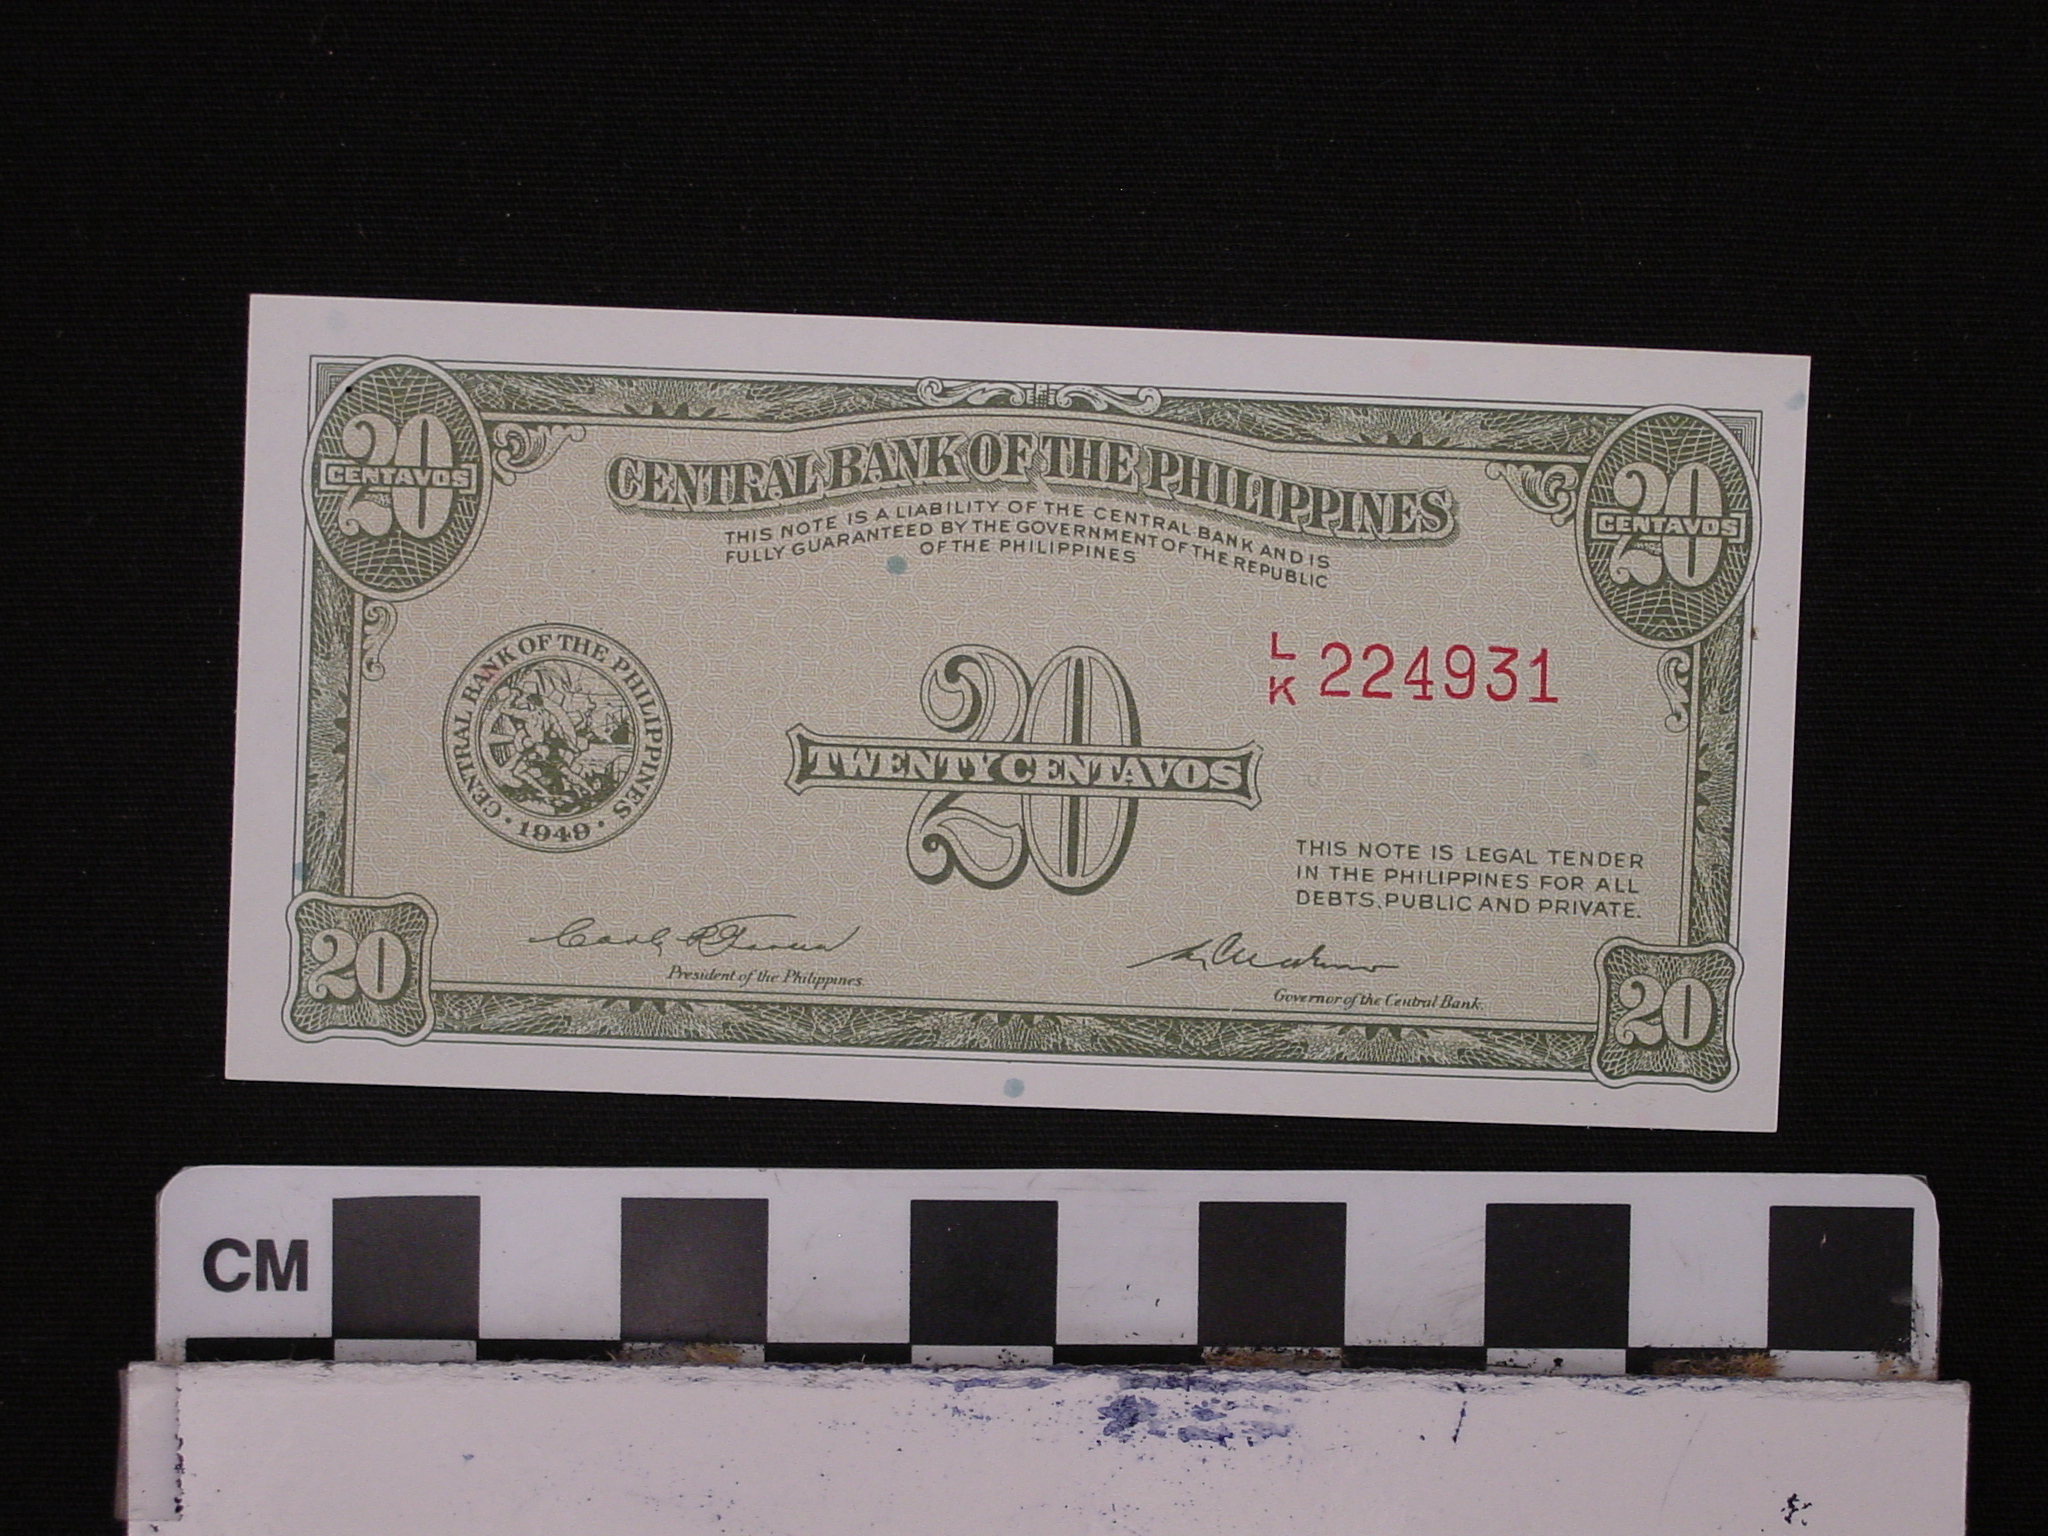 20
CENTAVOS
20
CENTAVOS
CENTRAL BANK OF THE PHILIPPINES
THIS NOTE IS A LIABILITY OF THE CENTRAL BANK AND IS
FULLY GUARANTEED BY THE GOVERNMENT OF THE REPUBLIC
OF THE PHILIPPINES
CENTRAL BANK OF THE PHILIPPINES
· 1949 ·
L
K 224931
20
TWENTY CENTAVOS
THIS NOTE IS LEGAL TENDER
IN THE PHILIPPINES FOR ALL
DEBTS, PUBLIC AND PRIVATE.
President of the Philippines.
Governor of the Central Bank.
20
20
CM